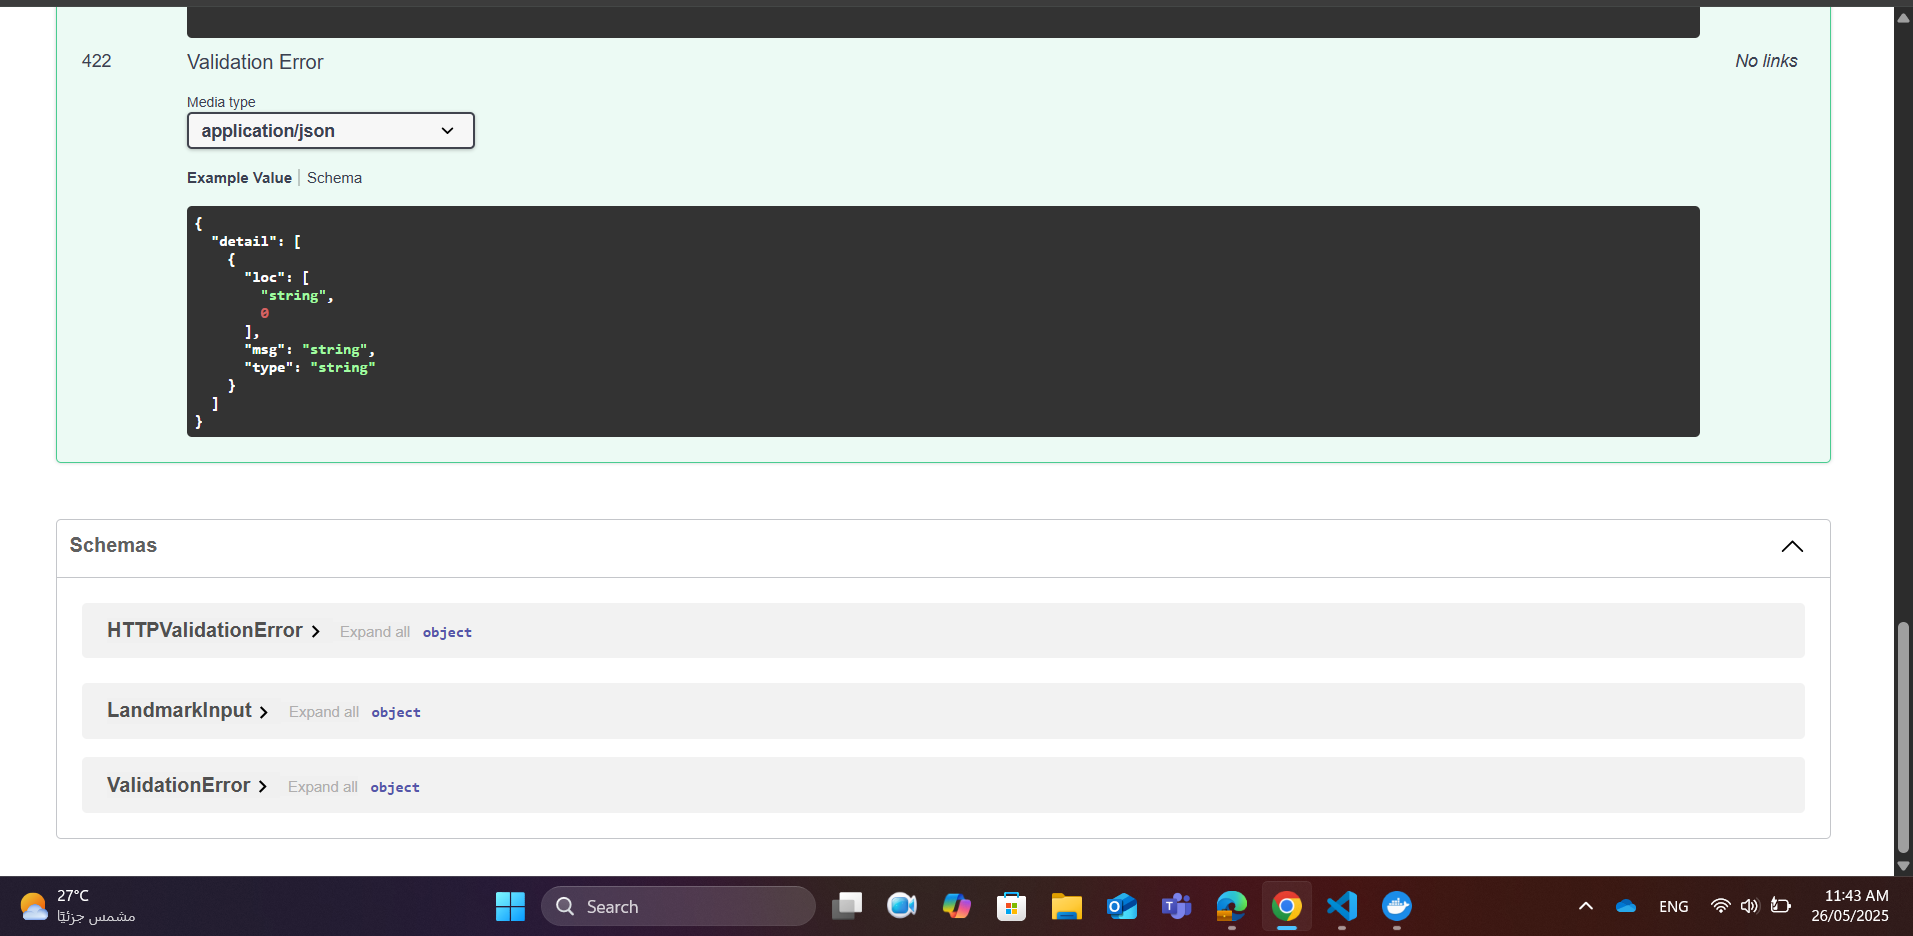 422
Validation Error
No links
Media type
application/json
Example Value
Schema
{
  "detail": [
    {
      "loc": [
        "string",
        0
      ],
      "msg": "string",
      "type": "string"
    }
  ]
}
Schemas
HTTPValidationError
Expand all
object
LandmarkInput
Expand all
object
ValidationError
Expand all
object
27°C
مشمس جزئيًا
Search
ENG
11:43 AM
26/05/2025